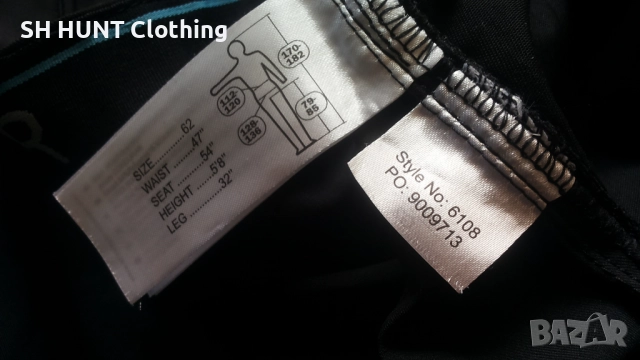 SH HUNT Clothing
170-
182
112-
120
128-
136
79-
85
SIZE 62
WAIST 47"
SEAT 54"
HEIGHT 5'8"
LEG 32"
Style No: 6108
PO: 9009713
BAZAR